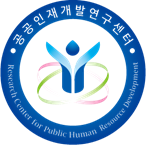 공공인재개발연구센터
Research Center for Public Human Resource Development